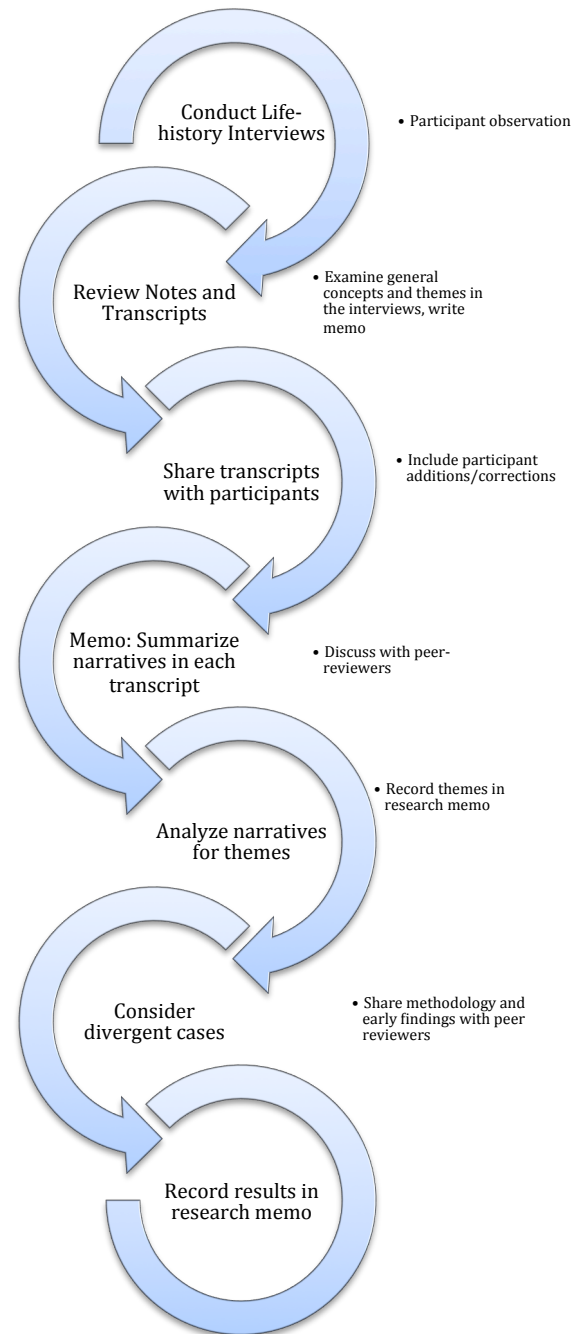 Conduct Life-
history Interviews
• Participant observation
Review Notes and
Transcripts
• Examine general
concepts and themes in
the interviews, write
memo
Share transcripts
with participants
• Include participant
additions/corrections
Memo: Summarize
narratives in each
transcript
• Discuss with peer-
reviewers
Analyze narratives
for themes
• Record themes in
research memo
Consider
divergent cases
• Share methodology and
early findings with peer
reviewers
Record results in
research memo